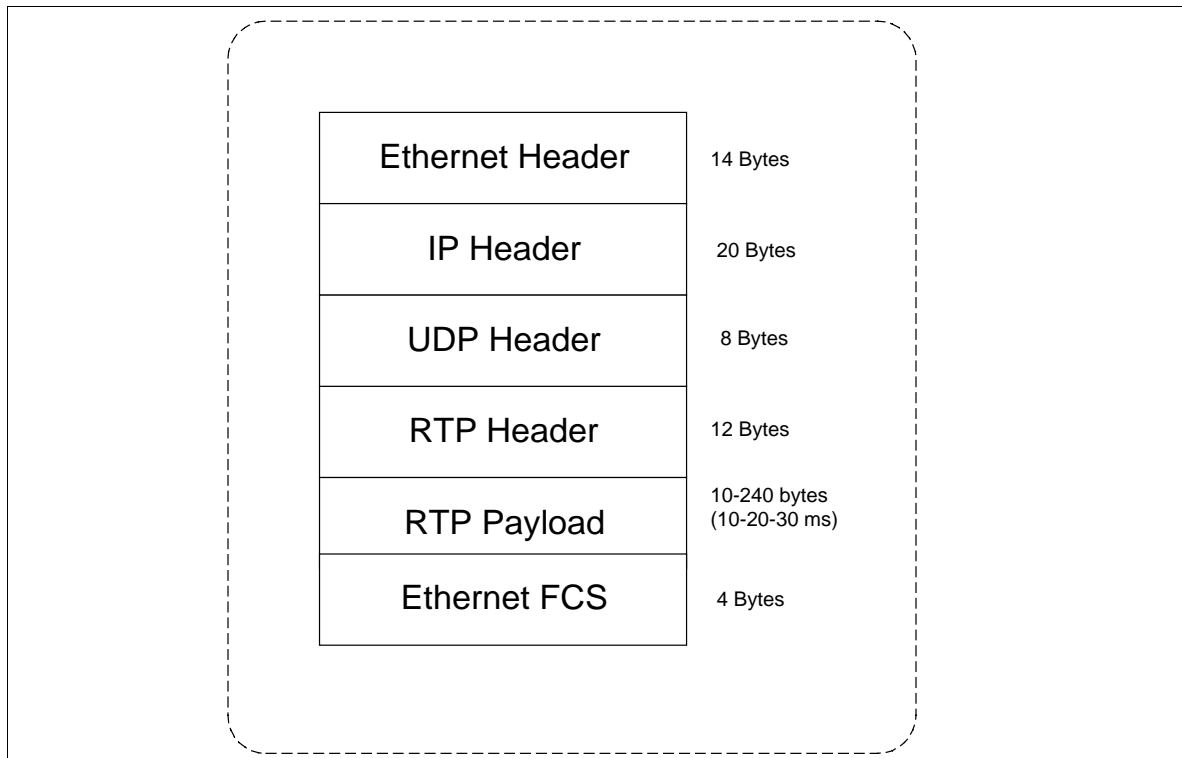 Ethernet Header
14 Bytes
IP Header
20 Bytes
UDP Header
8 Bytes
RTP Header
12 Bytes
RTP Payload
10-240 bytes
(10-20-30 ms)
Ethernet FCS
4 Bytes